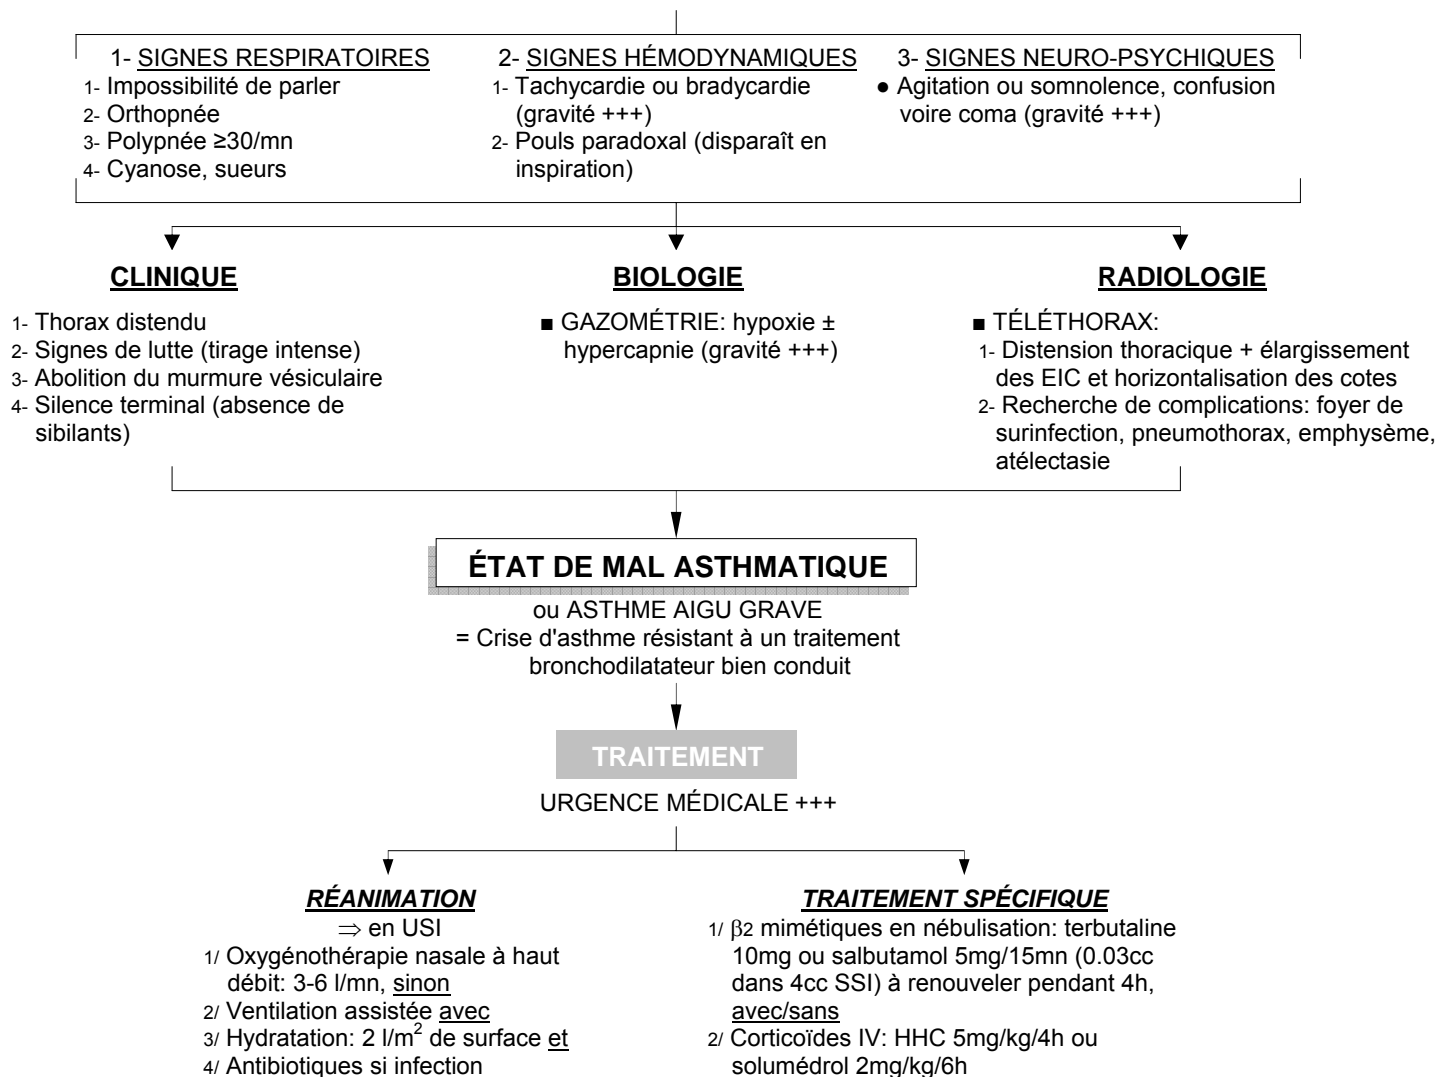 1- SIGNES RESPIRATOIRES
1- Impossibilité de parler
2- Orthopnée
3- Polypnée ≥30/mn
4- Cyanose, sueurs
2- SIGNES HÉMODYNAMIQUES
1- Tachycardie ou bradycardie
(gravité +++)
2- Pouls paradoxal (disparaît en
inspiration)
3- SIGNES NEURO-PSYCHIQUES
● Agitation ou somnolence, confusion
voire coma (gravité +++)
CLINIQUE
1- Thorax distendu
2- Signes de lutte (tirage intense)
3- Abolition du murmure vésiculaire
4- Silence terminal (absence de
sibilants)
BIOLOGIE
■ GAZOMÉTRIE: hypoxie ±
hypercapnie (gravité +++)
RADIOLOGIE
■ TÉLÉTHORAX:
1- Distension thoracique + élargissement
des EIC et horizontalisation des cotes
2- Recherche de complications: foyer de
surinfection, pneumothorax, emphysème,
atélectasie
ÉTAT DE MAL ASTHMATIQUE
ou ASTHME AIGU GRAVE
= Crise d'asthme résistant à un traitement
bronchodilatateur bien conduit
TRAITEMENT
URGENCE MÉDICALE +++
RÉANIMATION
⇒ en USI
1/ Oxygénothérapie nasale à haut
débit: 3-6 l/mn, sinon
2/ Ventilation assistée avec
3/ Hydratation: 2 l/m² de surface et
4/ Antibiotiques si infection
TRAITEMENT SPÉCIFIQUE
1/ β2 mimétiques en nébulisation: terbutaline
10mg ou salbutamol 5mg/15mn (0.03cc
dans 4cc SSI) à renouveler pendant 4h,
avec/sans
2/ Corticoïdes IV: HHC 5mg/kg/4h ou
solumédrol 2mg/kg/6h